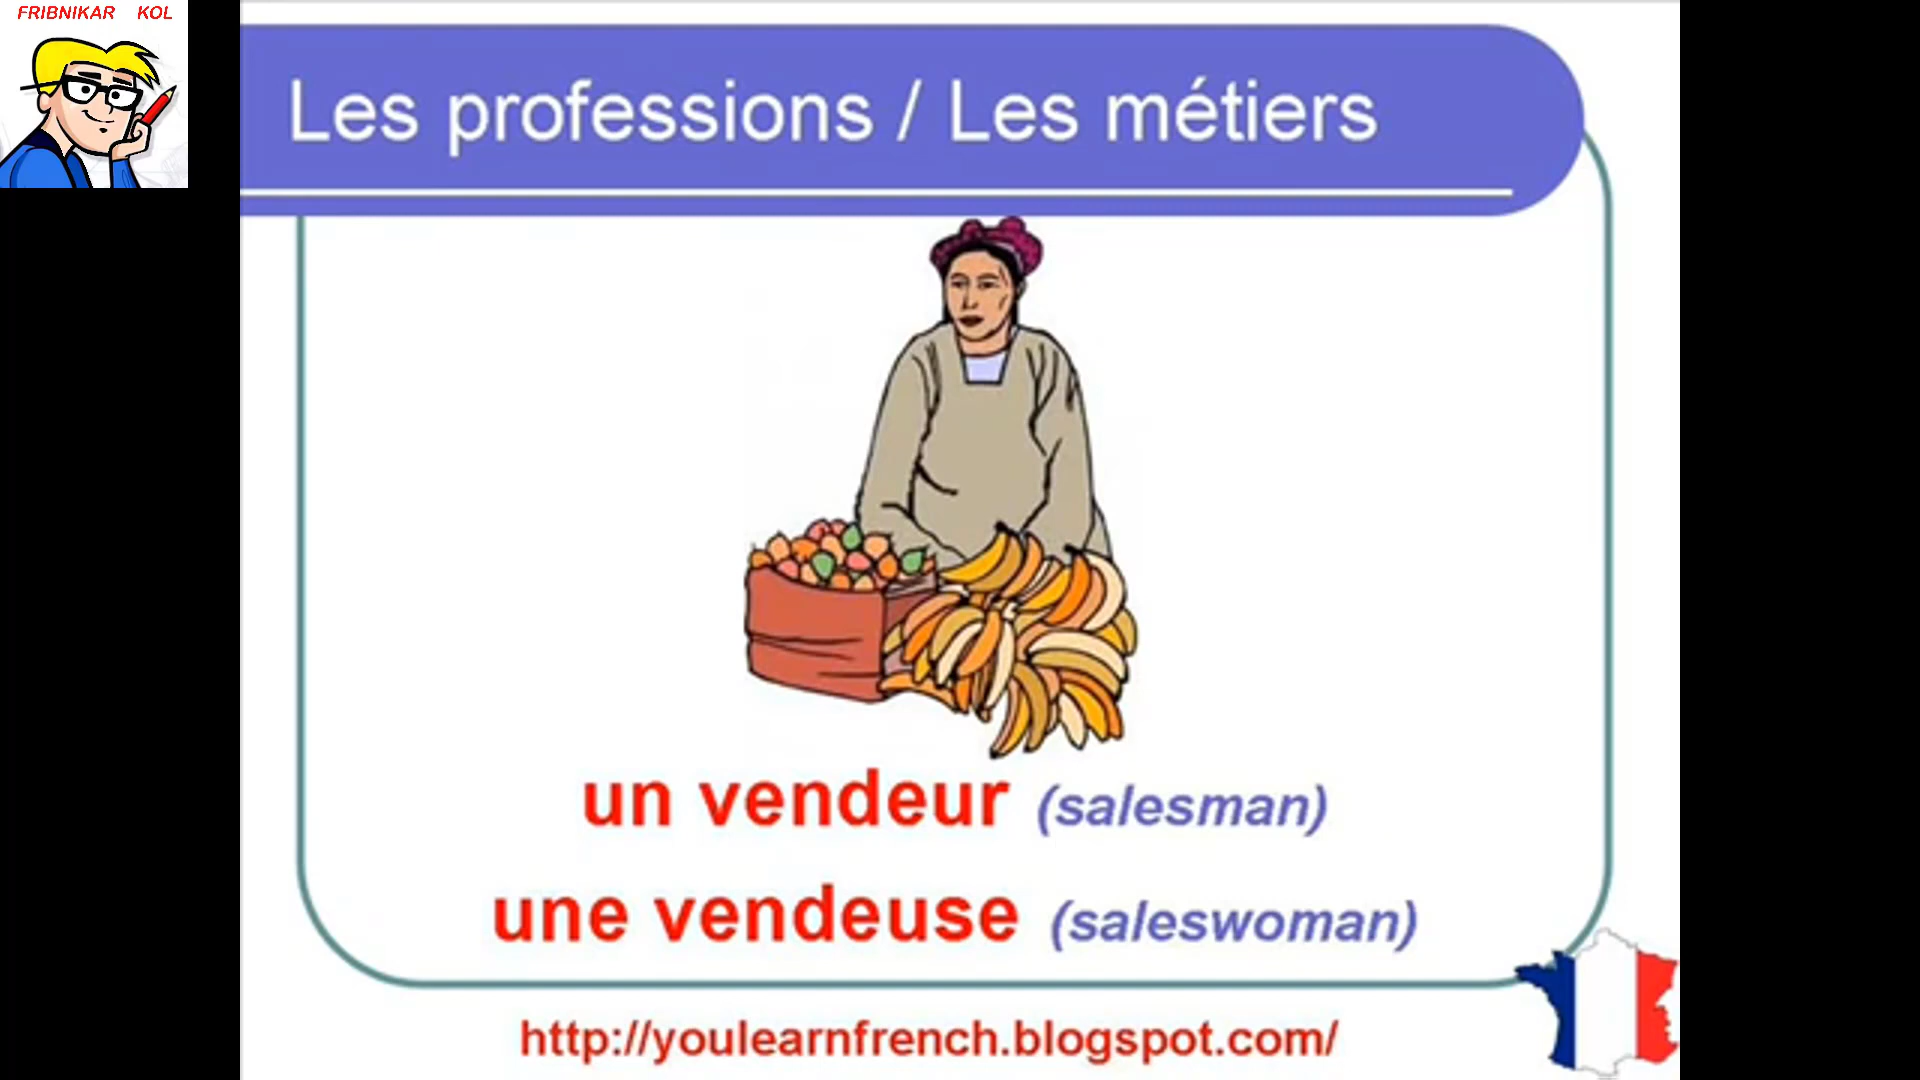 FRIBNIKAR KOL
Les professions / Les métiers
un vendeur (salesman)
une vendeuse (saleswoman)
http://youlearnfrench.blogspot.com/